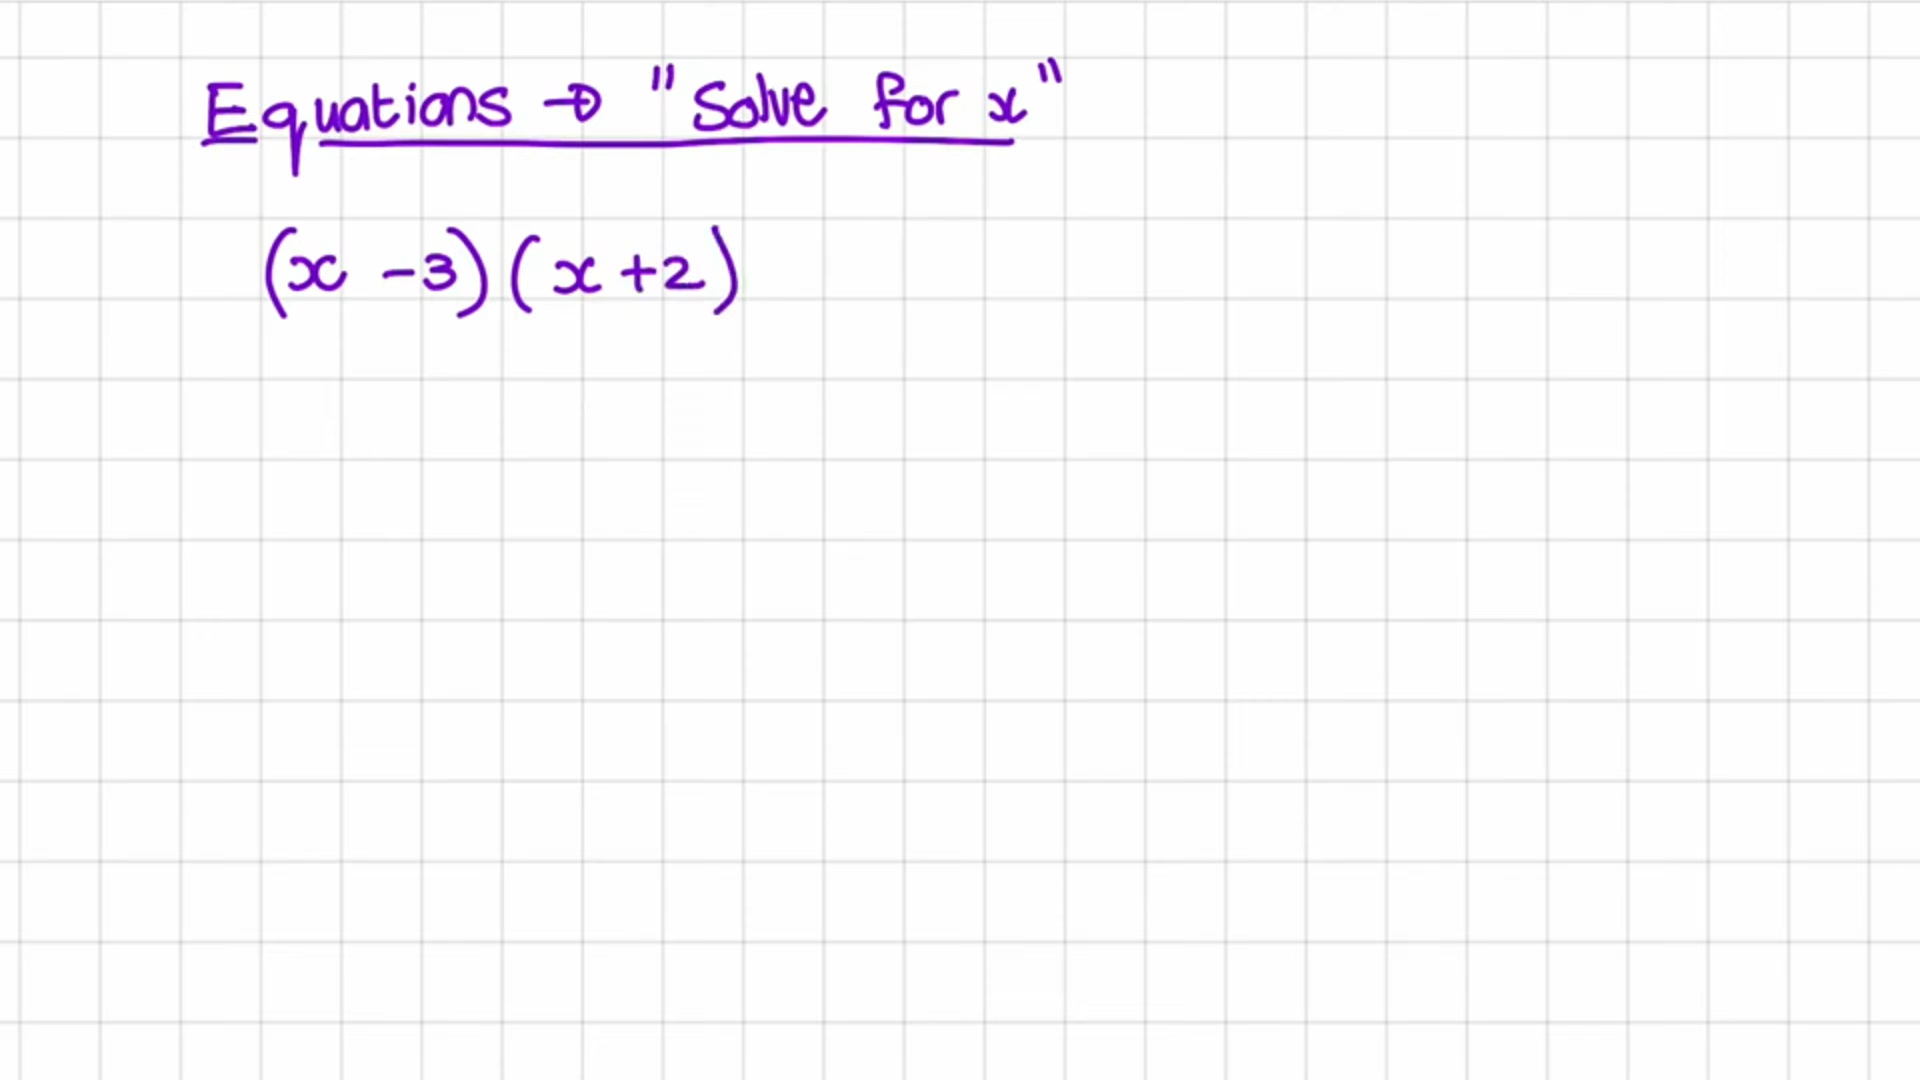 Equations → "Solve for x"
(x - 3)(x + 2)